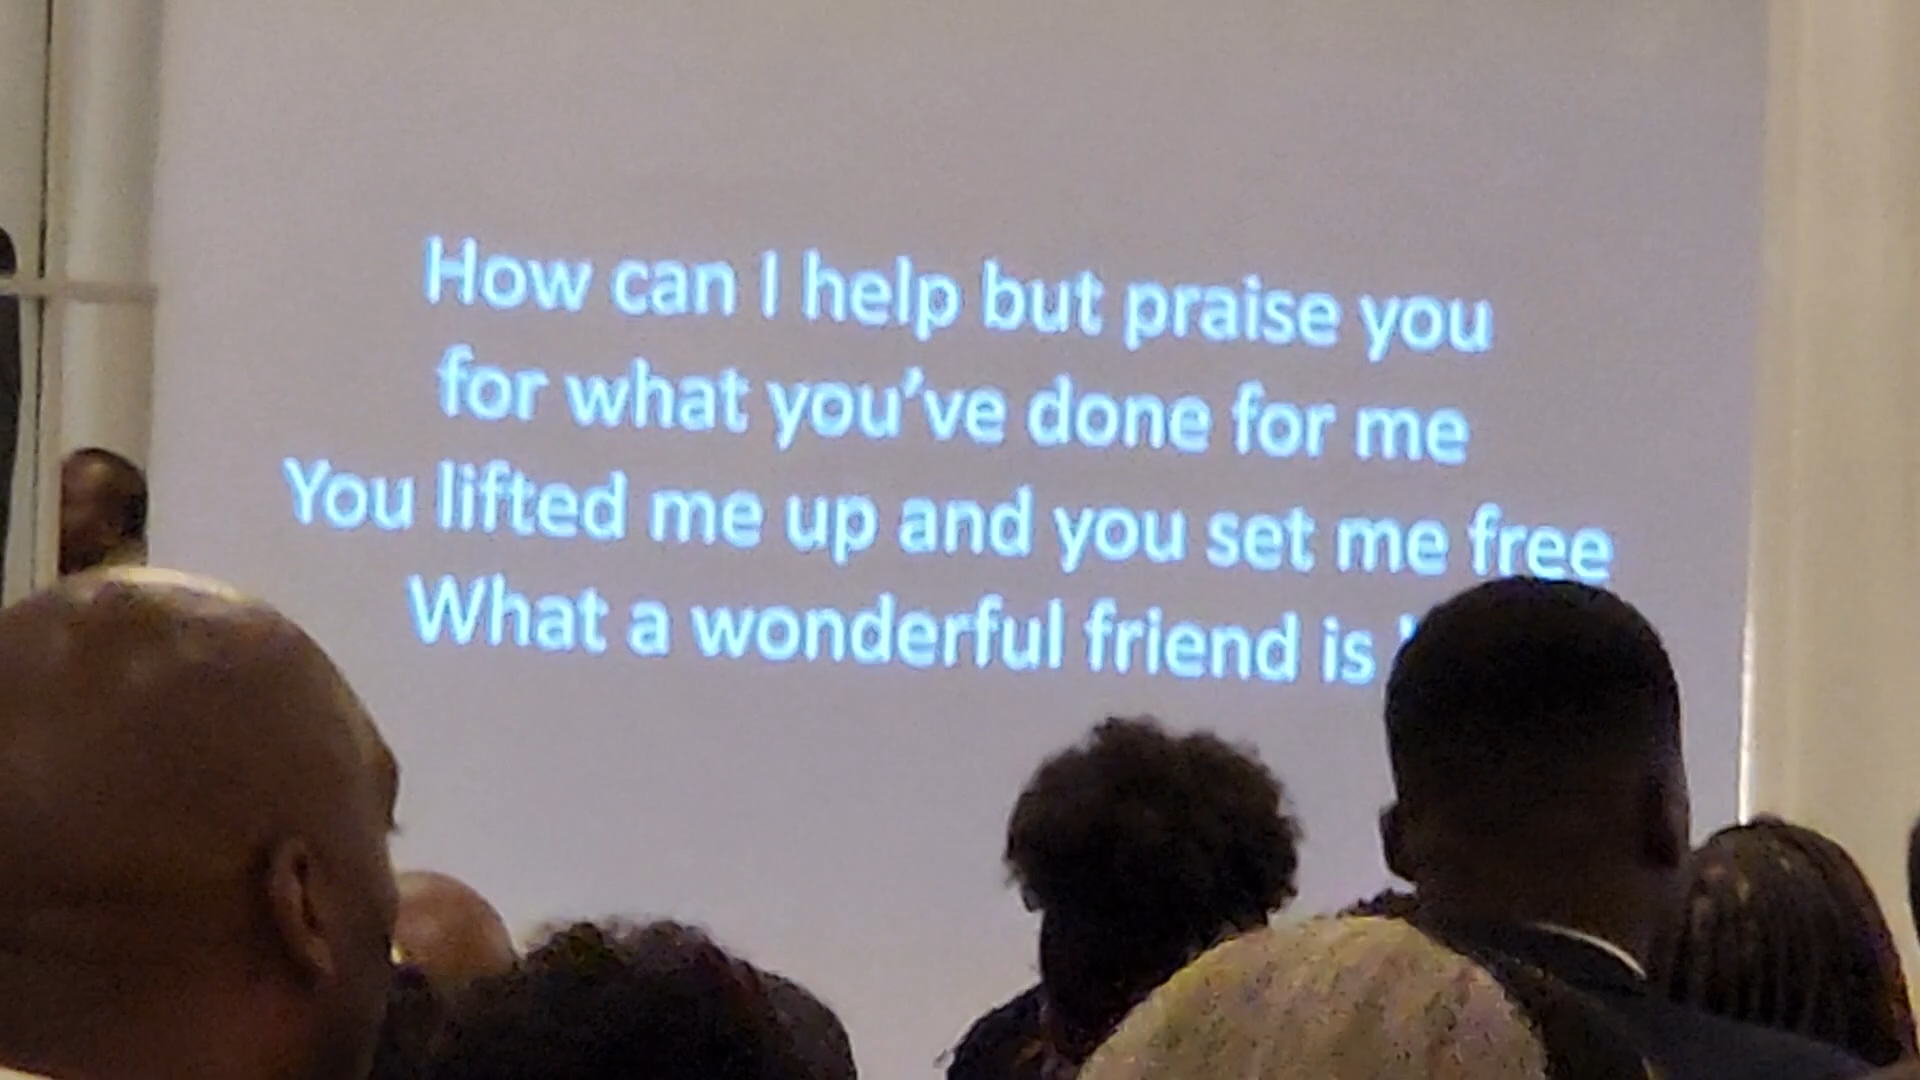 How can I help but praise you
for what you've done for me
You lifted me up and you set me free
What a wonderful friend is